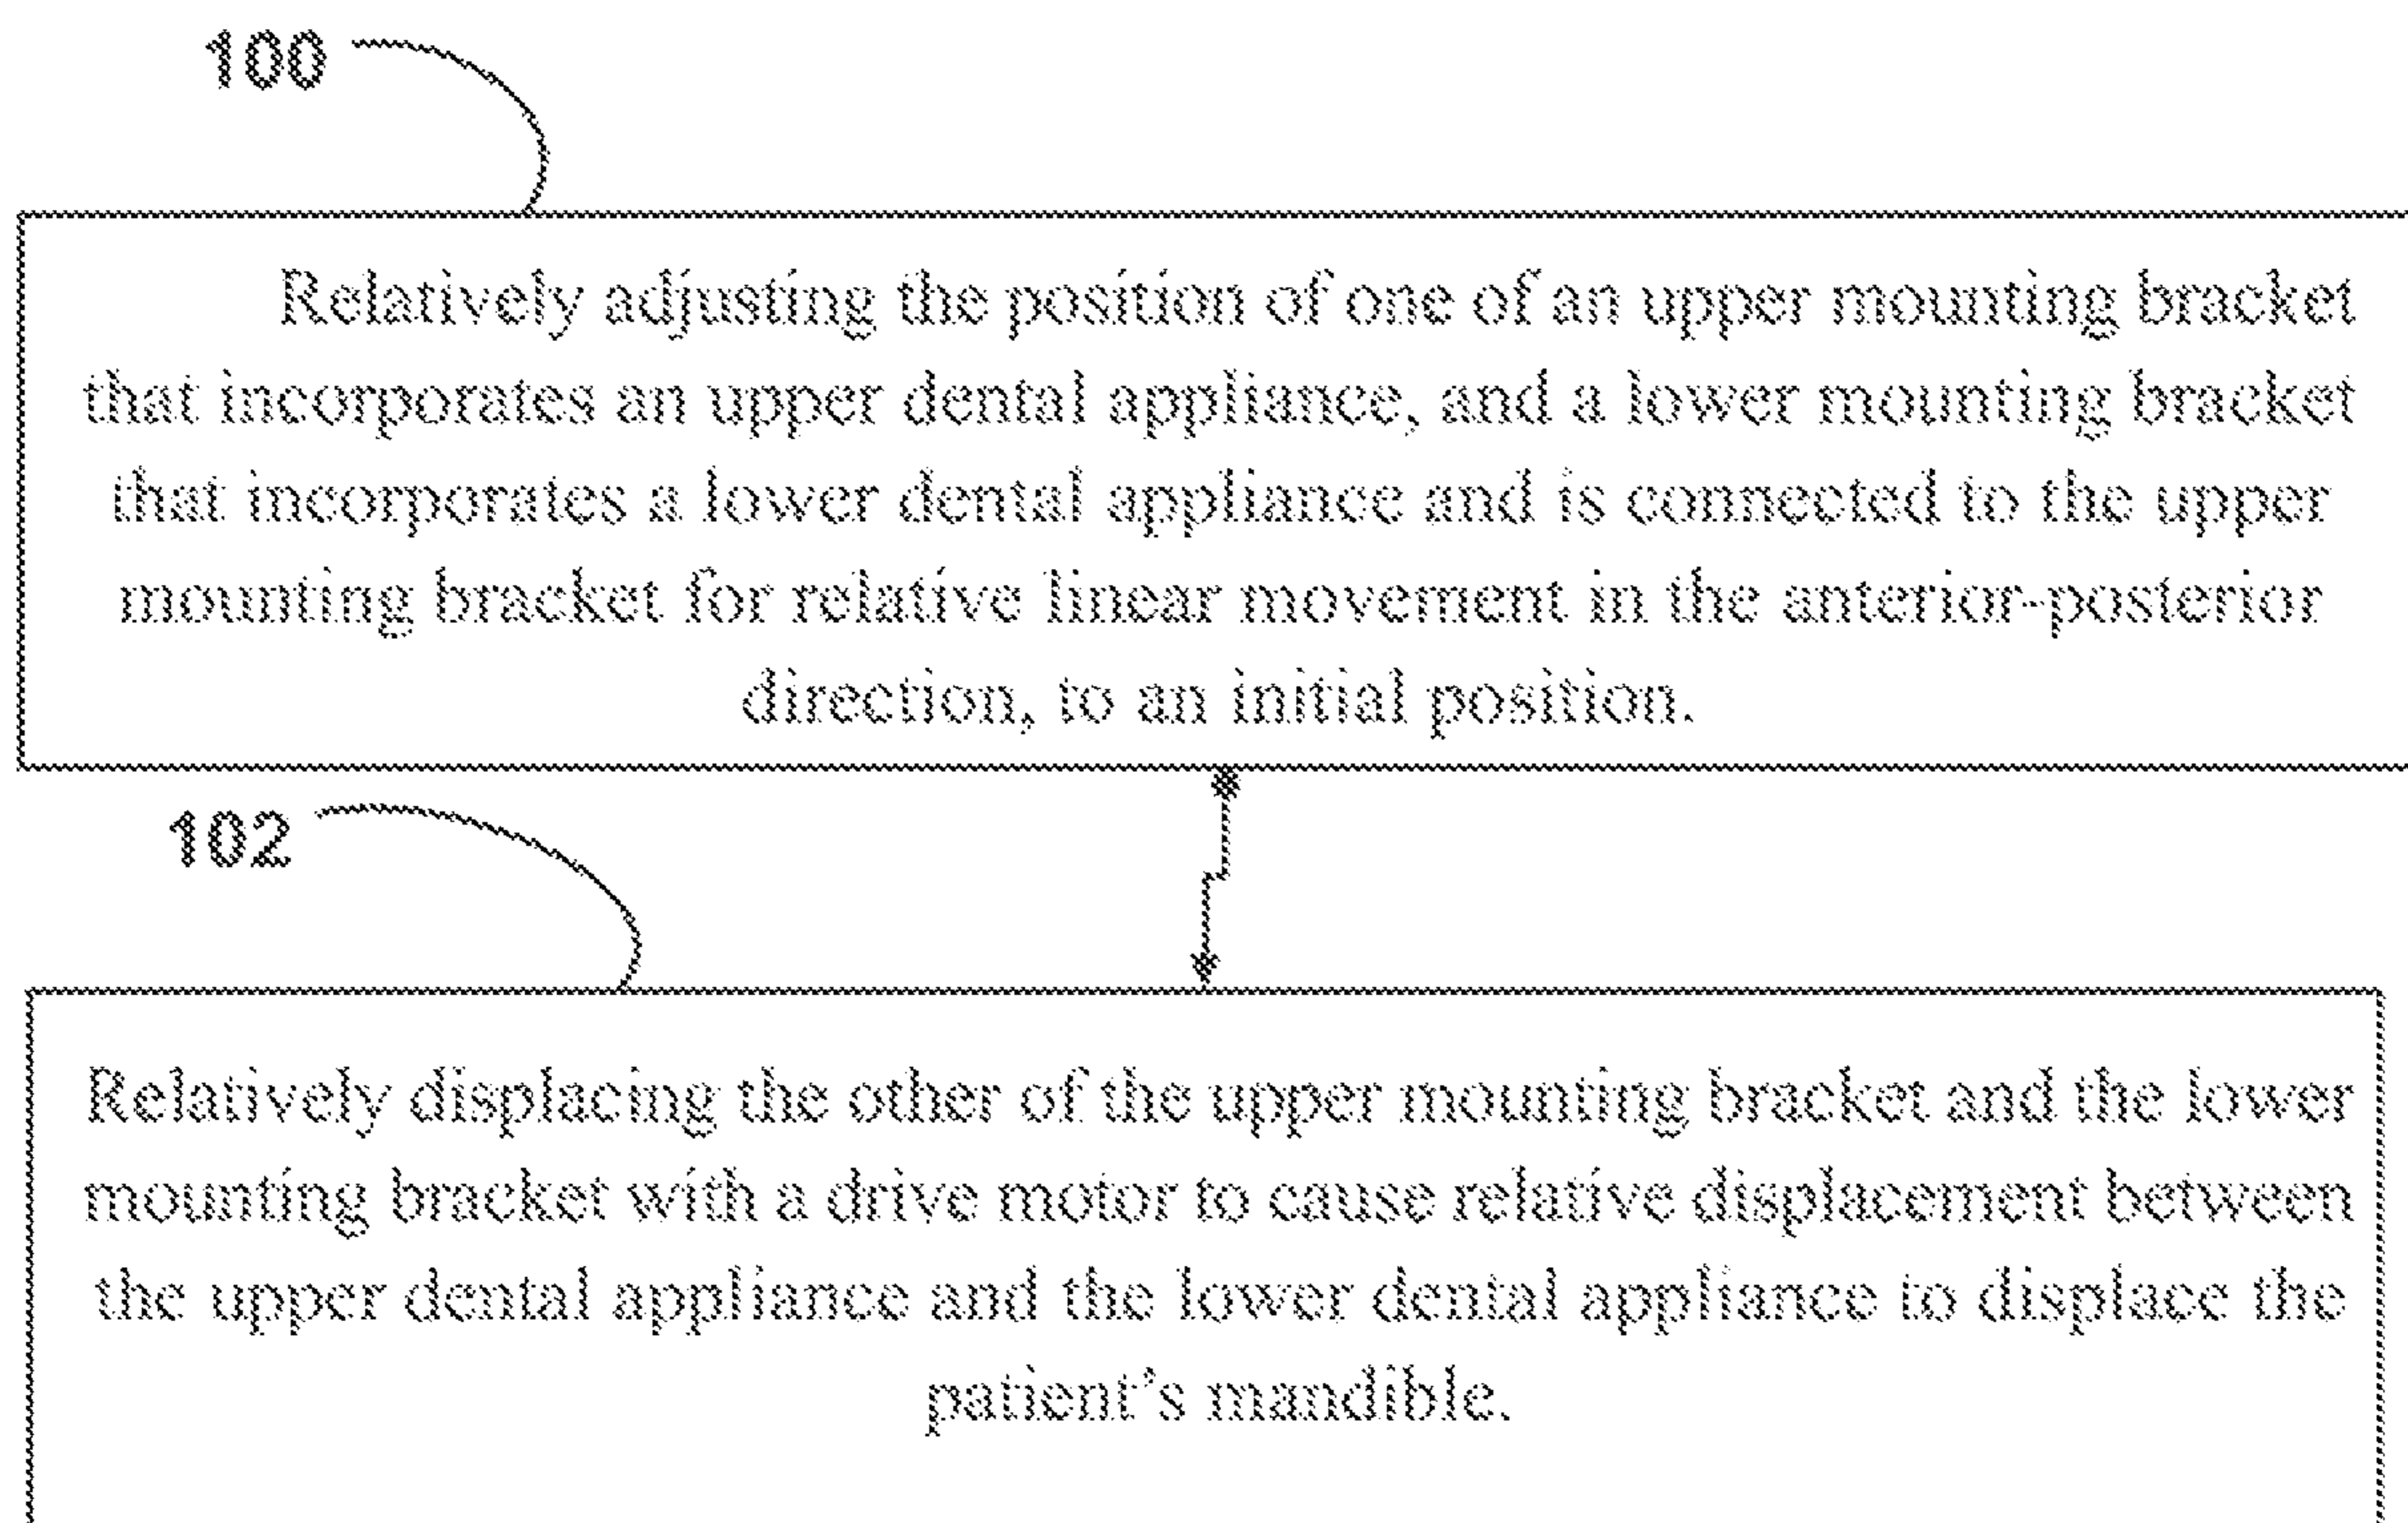 100
Relatively adjusting the position of one of an upper mounting bracket
that incorporates an upper dental appliance, and a lower mounting bracket
that incorporates a lower dental appliance and is connected to the upper
mounting bracket for relative linear movement in the anterior-posterior
direction, to an initial position.
102
Relatively displacing the other of the upper mounting bracket and the lower
mounting bracket with a drive motor to cause relative displacement between
the upper dental appliance and the lower dental appliance to displace the
patient's mandible.